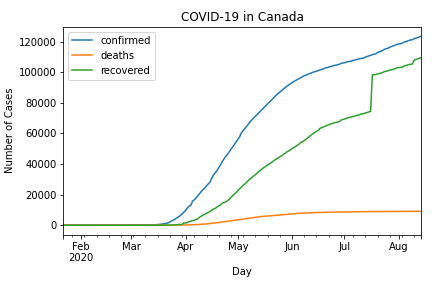 COVID-19 in Canada
confirmed
deaths
recovered
120000
100000
80000
60000
40000
20000
0
Number of Cases
Feb
2020
Mar
Apr
May
Jun
Jul
Aug
Day